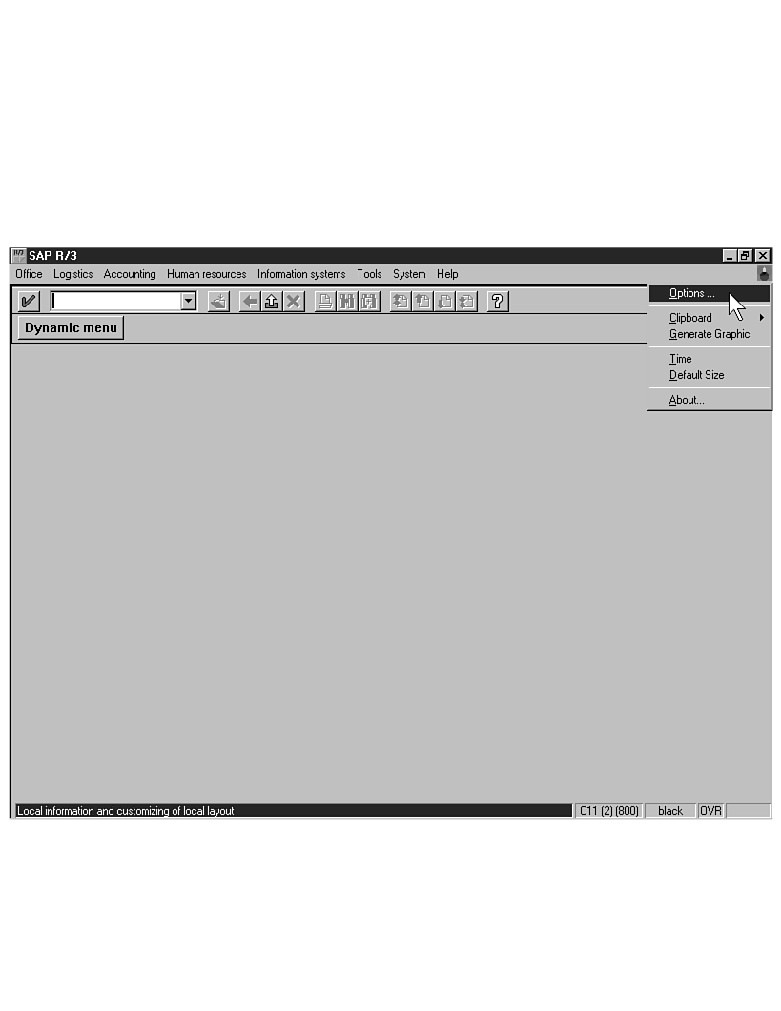 SAP R/3
Office Logistics Accounting Human resources Information systems Tools System Help
Options ...
Dynamic menu
Clipboard
Generate Graphic
Time
Default Size
About...
Local information and customizing of local layout
C11 (2) (800) black OVR